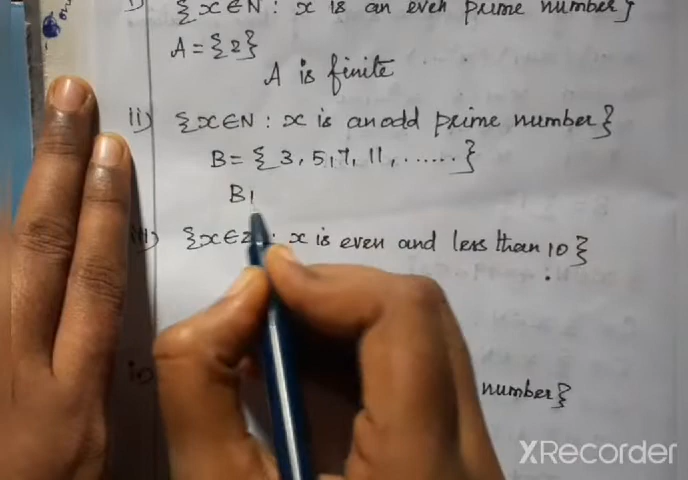 i) {x∈N : x is an even prime number}
A = {2}
A is finite
ii) {x∈N : x is an odd prime number}
B = {3, 5, 7, 11, ......}
B
{x∈Z : x is even and less than 10}
number}
XRecorder